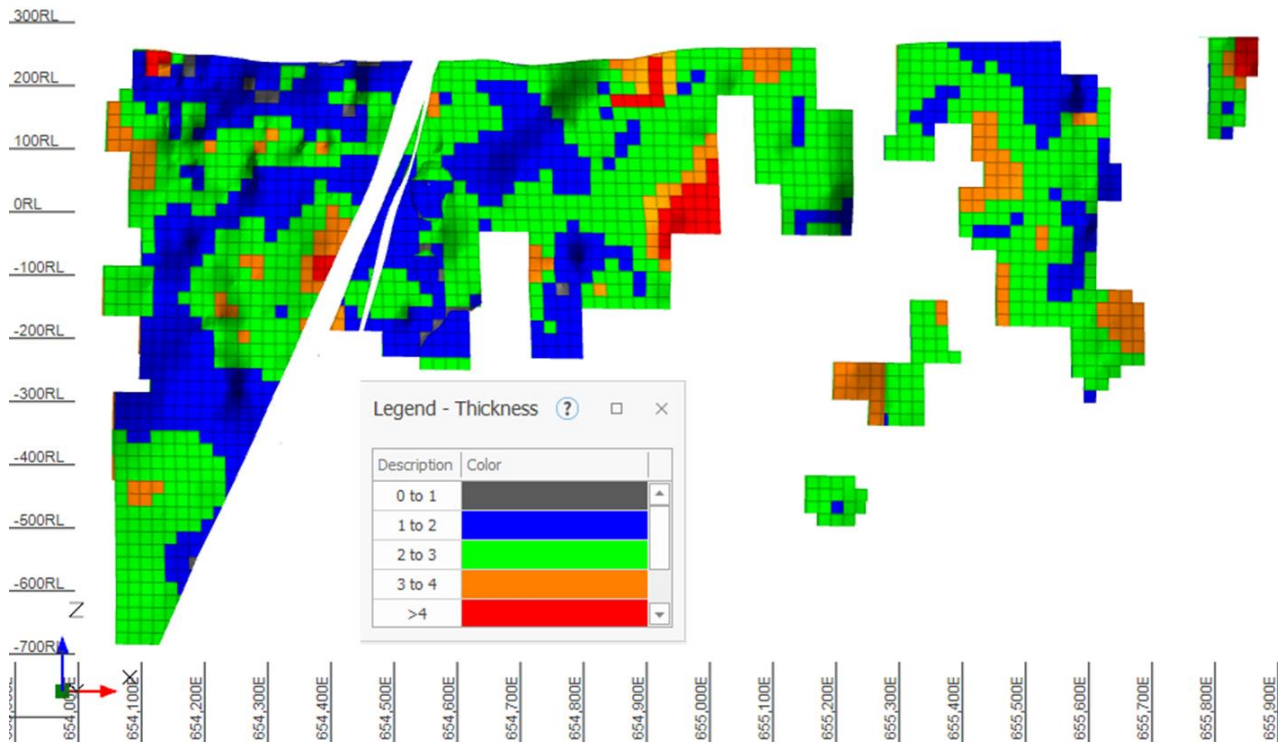 300RL
200RL
100RL
0RL
-100RL
-200RL
-300RL
-400RL
-500RL
-600RL
-700RL
Legend - Thickness ?
Description Color
0 to 1
1 to 2
2 to 3
3 to 4
>4
Z
X
654,000E
654,100E
654,200E
654,300E
654,400E
654,500E
654,600E
654,700E
654,800E
654,900E
655,000E
655,100E
655,200E
655,300E
655,400E
655,500E
655,600E
655,700E
655,800E
655,900E